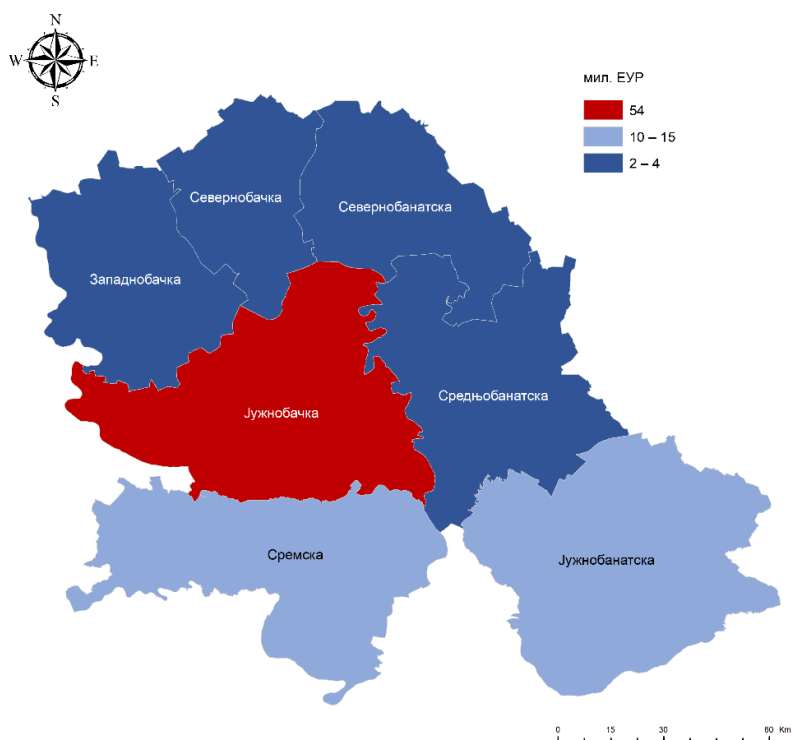 N
W E
S
мил. ЕУР
54
10 – 15
2 – 4
Севернобачка
Севернобанатска
Западнобачка
Средњобанатска
Јужнобачка
Сремска
Јужнобанатска
0 15 30 60 Km